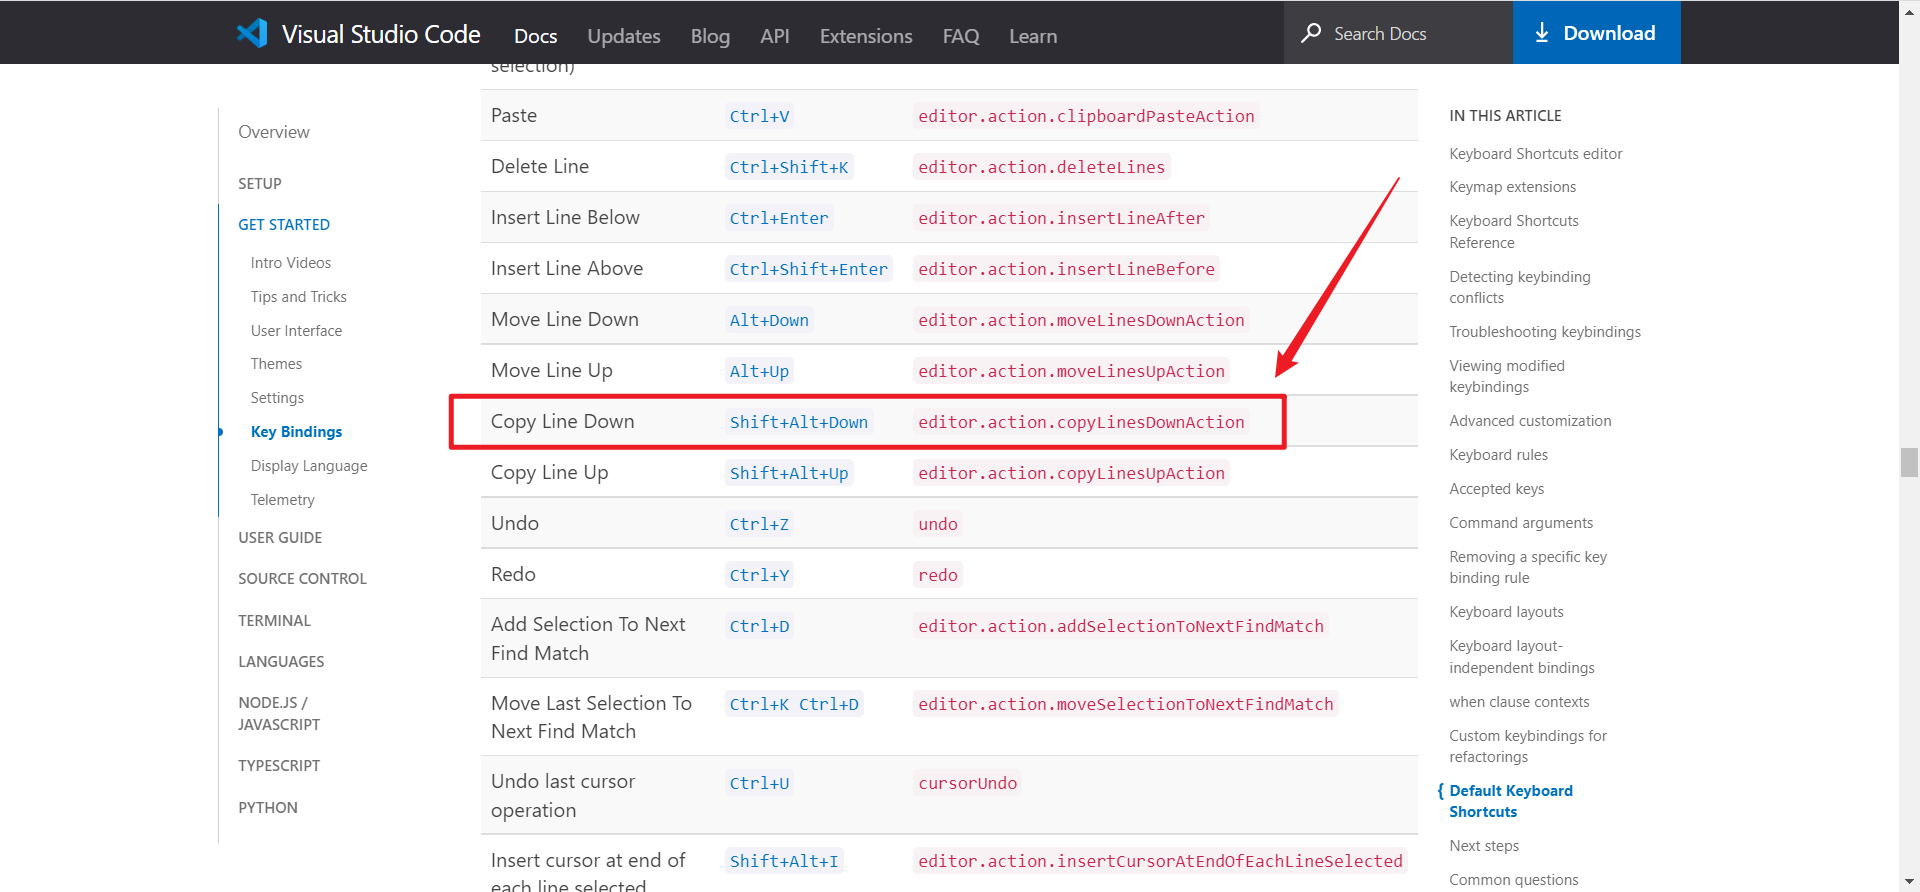 Visual Studio Code Docs Updates Blog API Extensions FAQ Learn Search Docs Download
Overview
SETUP
GET STARTED
Intro Videos
Tips and Tricks
User Interface
Themes
Settings
Key Bindings
Display Language
Telemetry
USER GUIDE
SOURCE CONTROL
TERMINAL
LANGUAGES
NODE.JS /
JAVASCRIPT
TYPESCRIPT
PYTHON
selection)
Paste Ctrl+V editor.action.clipboardPasteAction
Delete Line Ctrl+Shift+K editor.action.deleteLines
Insert Line Below Ctrl+Enter editor.action.insertLineAfter
Insert Line Above Ctrl+Shift+Enter editor.action.insertLineBefore
Move Line Down Alt+Down editor.action.moveLinesDownAction
Move Line Up Alt+Up editor.action.moveLinesUpAction
Copy Line Down Shift+Alt+Down editor.action.copyLinesDownAction
Copy Line Up Shift+Alt+Up editor.action.copyLinesUpAction
Undo Ctrl+Z undo
Redo Ctrl+Y redo
Add Selection To Next Ctrl+D editor.action.addSelectionToNextFindMatch
Find Match
Move Last Selection To Ctrl+K Ctrl+D editor.action.moveSelectionToNextFindMatch
Next Find Match
Undo last cursor Ctrl+U cursorUndo
operation
Insert cursor at end of Shift+Alt+I editor.action.insertCursorAtEndOfEachLineSelected
each line selected
IN THIS ARTICLE
Keyboard Shortcuts editor
Keymap extensions
Keyboard Shortcuts
Reference
Detecting keybinding
conflicts
Troubleshooting keybindings
Viewing modified
keybindings
Advanced customization
Keyboard rules
Accepted keys
Command arguments
Removing a specific key
binding rule
Keyboard layouts
Keyboard layout-
independent bindings
when clause contexts
Custom keybindings for
refactorings
{ Default Keyboard
Shortcuts
Next steps
Common questions